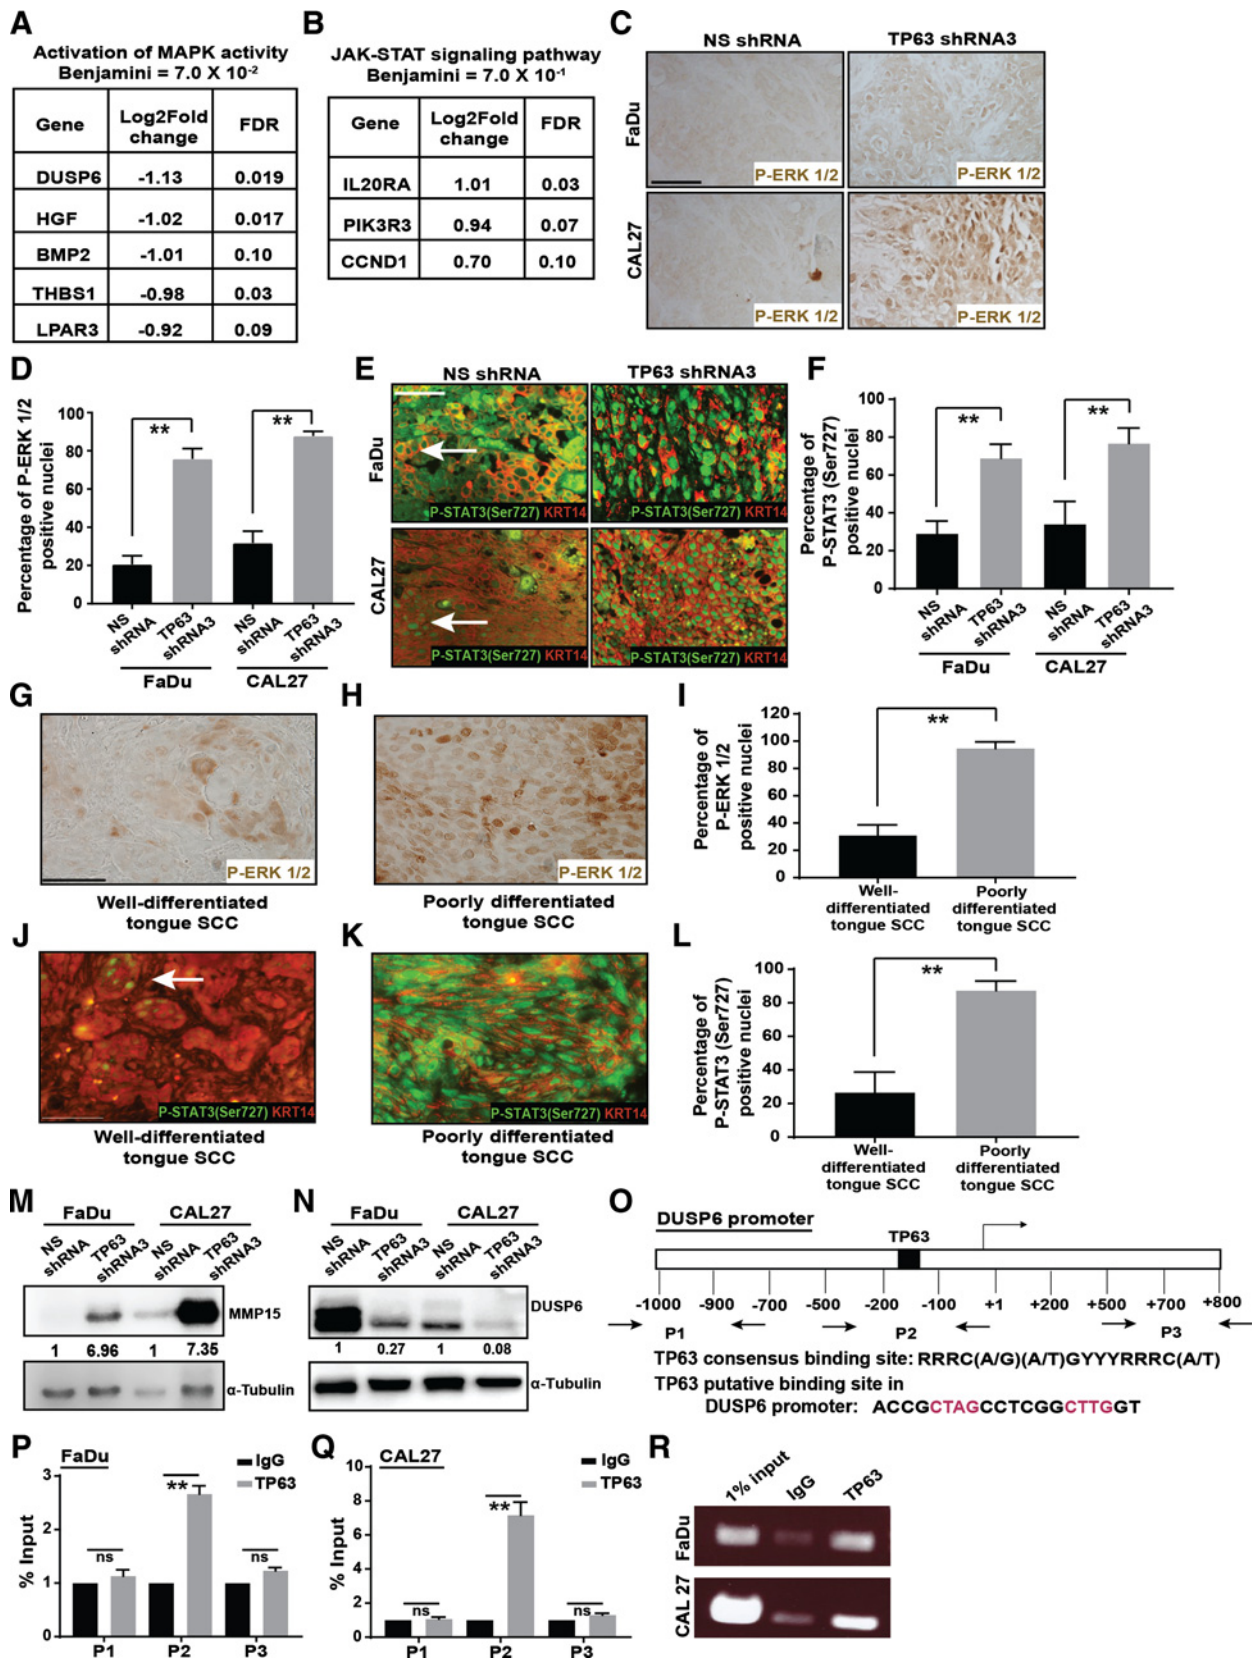 A
Activation of MAPK activity
Benjamini = 7.0 X 10-2
Gene Log2Fold change FDR
DUSP6 -1.13 0.019
HGF -1.02 0.017
BMP2 -1.01 0.10
THBS1 -0.98 0.03
LPAR3 -0.92 0.09
B
JAK-STAT signaling pathway
Benjamini = 7.0 X 10-1
Gene Log2Fold change FDR
IL20RA 1.01 0.03
PIK3R3 0.94 0.07
CCND1 0.70 0.10
C
NS shRNA TP63 shRNA3
FaDu
P-ERK 1/2 P-ERK 1/2
CAL27
P-ERK 1/2 P-ERK 1/2
D
Percentage of P-ERK 1/2
positive nuclei
100
80
60
40
20
0
** **
NS shRNA TP63 shRNA3 NS shRNA TP63 shRNA3
FaDu CAL27
E
NS shRNA TP63 shRNA3
FaDu
P-STAT3(Ser727) KRT14 P-STAT3(Ser727) KRT14
CAL27
P-STAT3(Ser727) KRT14 P-STAT3(Ser727) KRT14
F
Percentage of
P-STAT3 (Ser727)
positive nuclei
100
80
60
40
20
0
** **
NS shRNA TP63 shRNA3 NS shRNA TP63 shRNA3
FaDu CAL27
G
P-ERK 1/2
Well-differentiated
tongue SCC
H
P-ERK 1/2
Poorly differentiated
tongue SCC
I
Percentage of
P-ERK 1/2
positive nuclei
120
100
80
60
40
20
0
**
Well-
differentiated
tongue SCC
Poorly
differentiated
tongue SCC
J
P-STAT3(Ser727) KRT14
Well-differentiated
tongue SCC
K
P-STAT3(Ser727) KRT14
Poorly differentiated
tongue SCC
L
Percentage of
P-STAT3 (Ser727)
positive nuclei
100
80
60
40
20
0
**
Well-
differentiated
tongue SCC
Poorly
differentiated
tongue SCC
M
FaDu CAL27
NS shRNA TP63 shRNA3 NS shRNA TP63 shRNA3
MMP15
1 6.96 1 7.35
α-Tubulin
N
FaDu CAL27
NS shRNA TP63 shRNA3 NS shRNA TP63 shRNA3
DUSP6
1 0.27 1 0.08
α-Tubulin
O
DUSP6 promoter
TP63
-1000 -900 -700 -500 -200 -100 +1 +200 +500 +700 +800
P1 P2 P3
TP63 consensus binding site: RRRC(A/G)(A/T)GYYYRRRC(A/T)
TP63 putative binding site in
DUSP6 promoter: ACCGCTAGCCTCGGCTTGGT
P
FaDu
IgG
TP63
% Input
3
2
1
0
ns ** ns
P1 P2 P3
Q
CAL27
IgG
TP63
% Input
10
8
6
4
2
0
ns ** ns
P1 P2 P3
R
1% input IgG TP63
FaDu
CAL 27